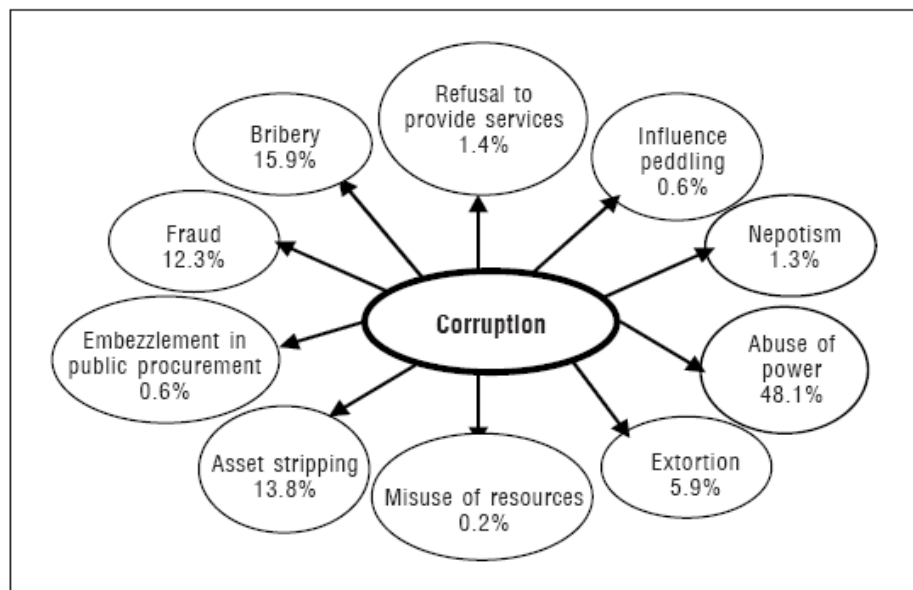 Refusal to
provide services
1.4%
Bribery
15.9%
Influence
peddling
0.6%
Fraud
12.3%
Nepotism
1.3%
Corruption
Embezzlement in
public procurement
0.6%
Abuse of
power
48.1%
Asset stripping
13.8%
Misuse of resources
0.2%
Extortion
5.9%